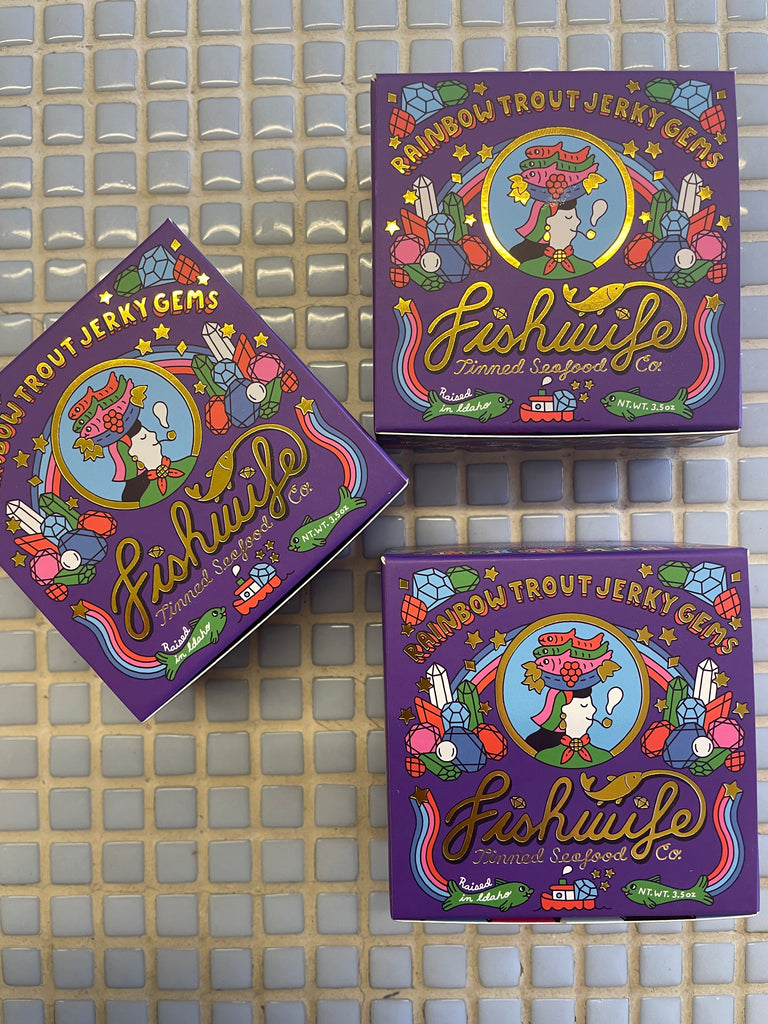 RAINBOW TROUT JERKY GEMS
Fishwife
Tinned Seafood Co.
Raised
in Idaho
NT. WT. 3.5oz
BOW TROUT JERKY GEMS
Fishwife
Tinned Seafood Co.
Raised
in Idaho
NT. WT. 3.5oz
RAINBOW TROUT JERKY GEMS
Fishwife
Tinned Seafood Co.
Raised
in Idaho
NT. WT. 3.5oz